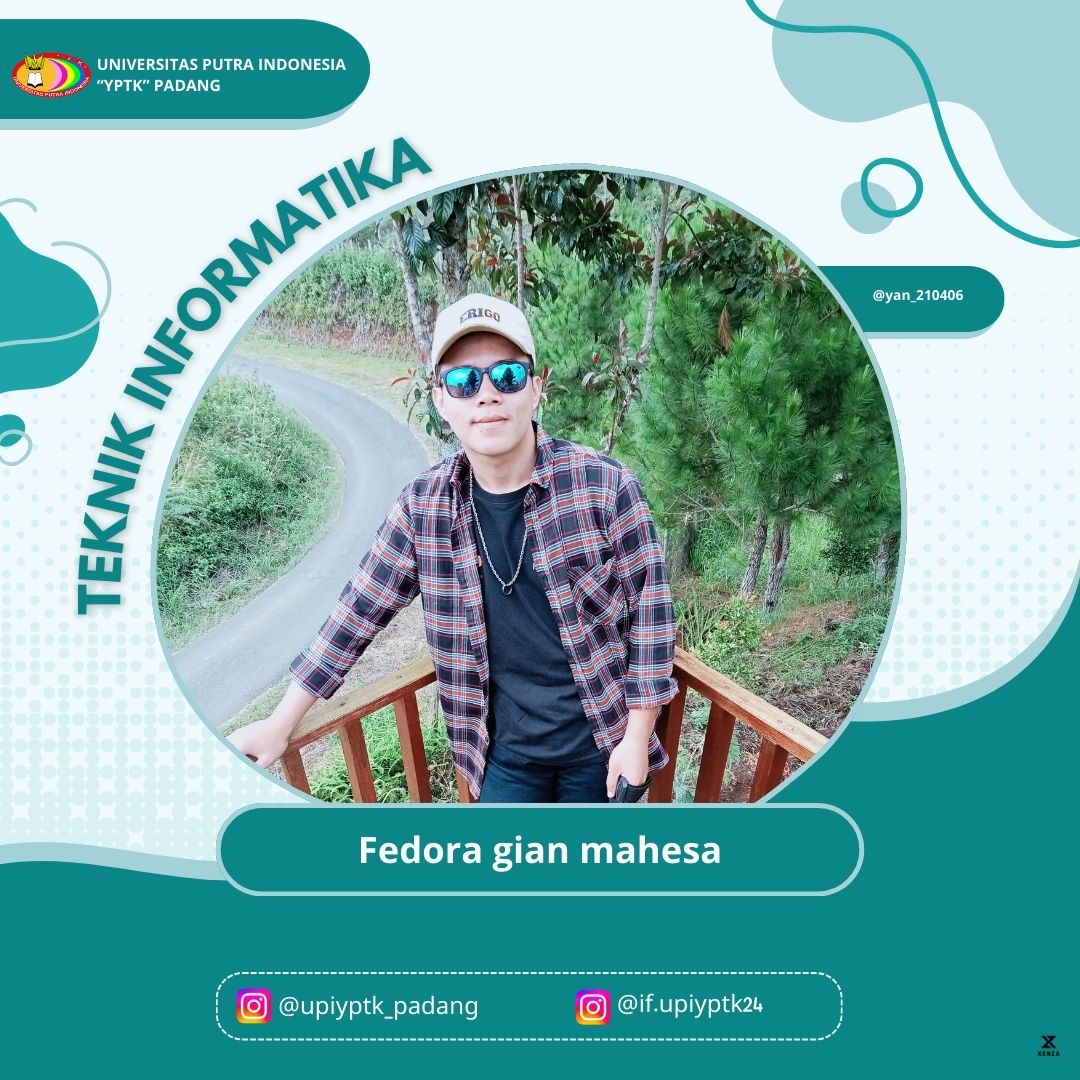 UNIVERSITAS PUTRA INDONESIA
“YPTK” PADANG
TEKNIK INFORMATIKA
@yan_210406
ERIGO
Fedora gian mahesa
@upiyptk_padang
@if.upiyptk24
XENZA